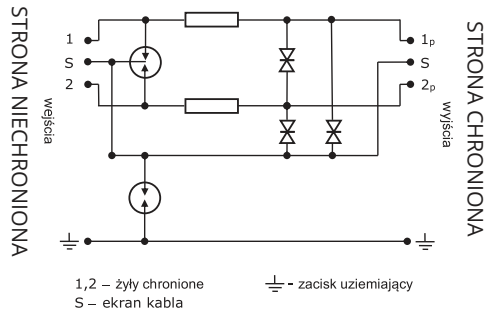 STRONA NIECHRONIONA
wejścia
1
S
2
1p
S
2p
wyjścia
STRONA CHRONIONA
1,2 – żyły chronione
S – ekran kabla
- zacisk uziemiający